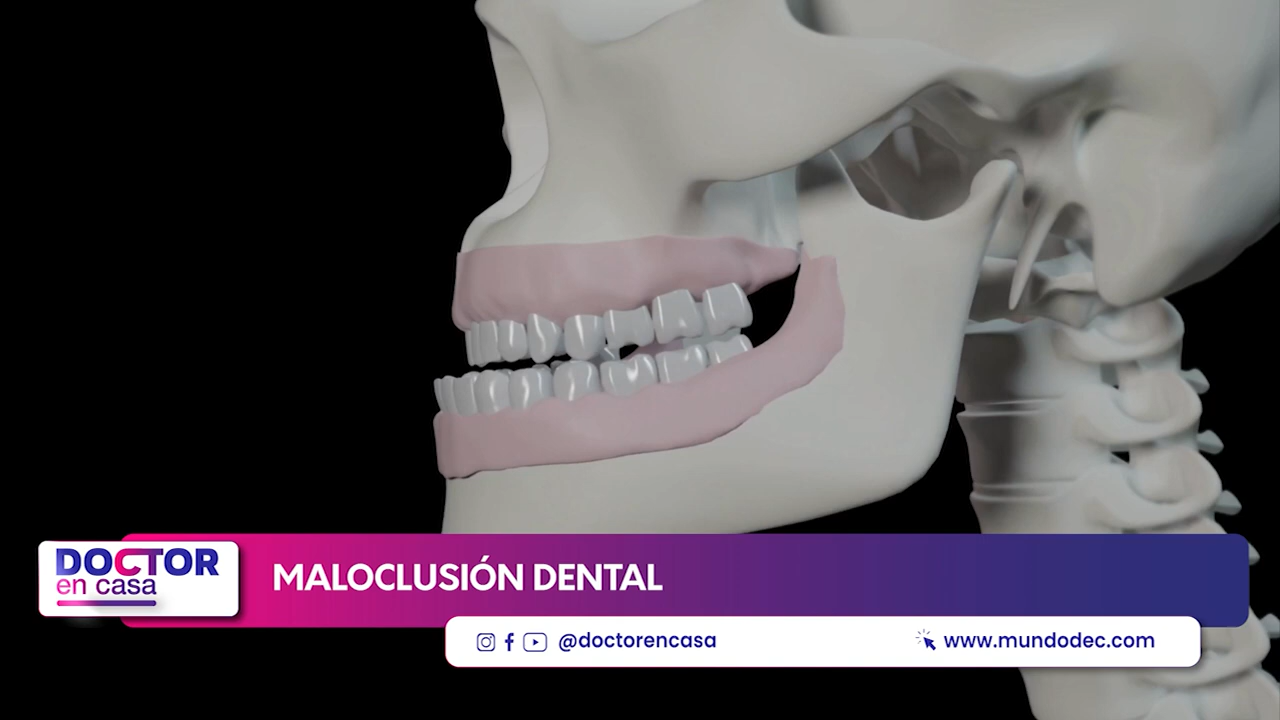 DOCTOR
en casa
MALOCLUSIÓN DENTAL
@doctorencasa
www.mundodec.com